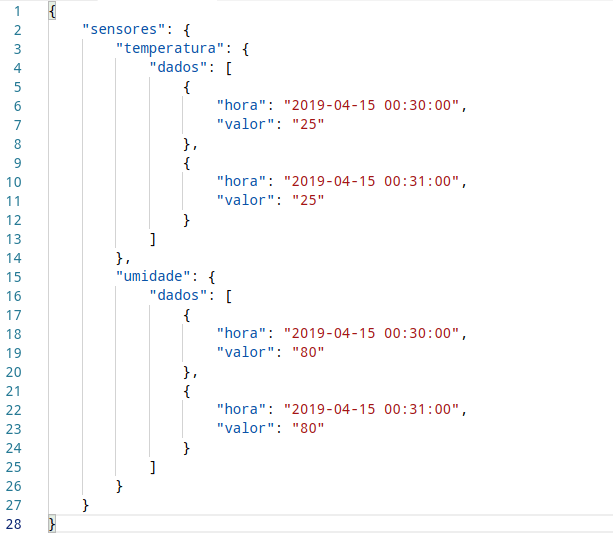 1 {
2     "sensores": {
3         "temperatura": {
4             "dados": [
5                 {
6                     "hora": "2019-04-15 00:30:00",
7                     "valor": "25"
8                 },
9                 {
10                     "hora": "2019-04-15 00:31:00",
11                     "valor": "25"
12                 }
13             ]
14         },
15         "umidade": {
16             "dados": [
17                 {
18                     "hora": "2019-04-15 00:30:00",
19                     "valor": "80"
20                 },
21                 {
22                     "hora": "2019-04-15 00:31:00",
23                     "valor": "80"
24                 }
25             ]
26         }
27     }
28 }